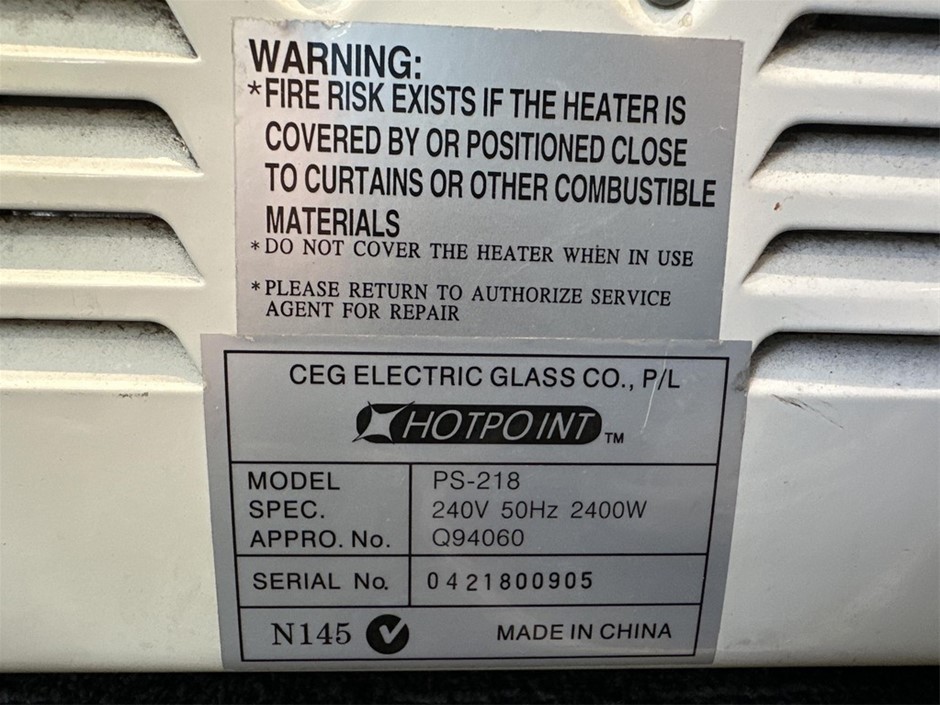 WARNING:
*FIRE RISK EXISTS IF THE HEATER IS
COVERED BY OR POSITIONED CLOSE
TO CURTAINS OR OTHER COMBUSTIBLE
MATERIALS
*DO NOT COVER THE HEATER WHEN IN USE
*PLEASE RETURN TO AUTHORIZE SERVICE
AGENT FOR REPAIR
CEG ELECTRIC GLASS CO., P/L
HOTPOINT TM
MODEL PS-218
SPEC. 240V 50Hz 2400W
APPRO. No. Q94060
SERIAL No. 0421800905
N145 MADE IN CHINA